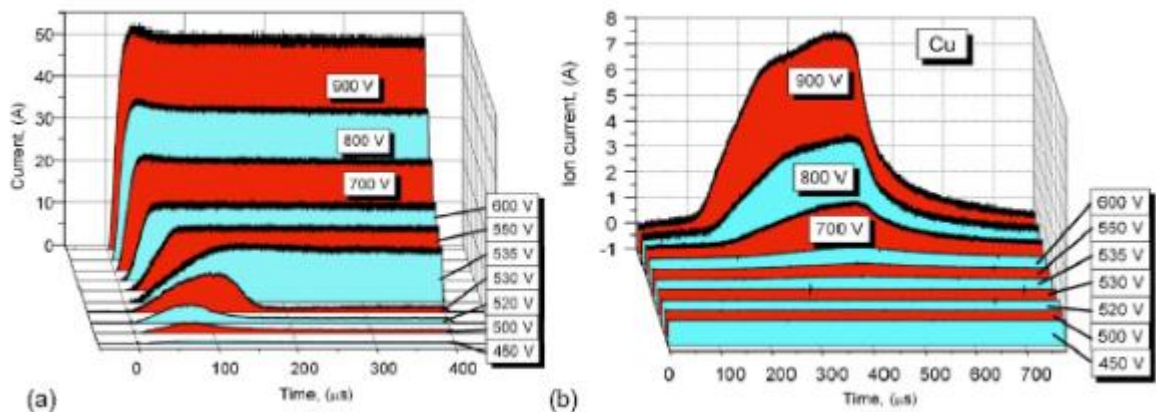 50
40
30
20
10
0
Current, (A)
900 V
800 V
700 V
600 V
550 V
535 V
530 V
520 V
500 V
450 V
0 100 200 300 400
Time, (μs)
(a)
8
7
6
5
4
3
2
1
0
-1
Ion current, (A)
Cu
900 V
800 V
700 V
600 V
550 V
535 V
530 V
520 V
500 V
450 V
0 100 200 300 400 500 600 700
Time, (μs)
(b)